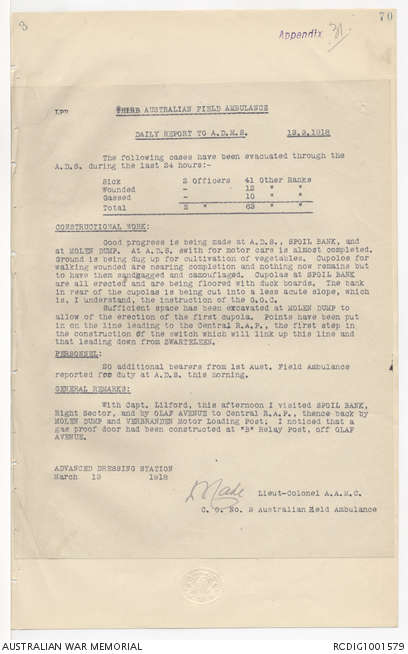 3
70
Appendix 31.
LPW
THIRD AUSTRALIAN FIELD AMBULANCE
DAILY REPORT TO A.D.M.S. 13.3.1918
The following cases have been evacuated through the
A.D.S. during the last 24 hours:-
Sick 2 Officers 41 Other Ranks
Wounded - 12 " "
Gassed - 10 " "
Total 2 " 63 " "
CONSTRUCTIONAL WORK:
Good progress is being made at A.D.S., SPOIL BANK, and
at MOLEN DUMP. At A.D.S. swith for motor cars is almost completed.
Ground is being dug up for cultivation of vegetables. Cupolos for
walking wounded are nearing completion and nothing now remains but
to have them sandgagged and camouflaged. Cupolas at SPOIL BANK
are all erected and are being floored with duck boards. The bank
in rear of the cupolas is being cut into a less acute slope, which
is, I understand, the instruction of the G.O.C.
Sufficient space has been excavated at MOLEN DUMP to
allow of the erection of the first cupola. Points have been put
in on the line leading to the Central R.A.P., the first step in
the construction of the switch which will link up this line and
that leading down from SWARTELEEN.
PERSONNEL:
20 additional bearers from 1st Aust. Field Ambulance
reported for duty at A.D.S. this morning.
GENERAL REMARKS:
With Capt. Lilford, this afternoon I visited SPOIL BANK,
Right Sector, and by OLAF AVENUE to Central R.A.P., thence back by
MOLEN DUMP and VERBRANDEN Motor Loading Post. I noticed that a
gas proof door had been constructed at "B" Relay Post, off OLAF
AVENUE.
ADVANCED DRESSING STATION
March 13 1918
Lieut-Colonel A.A.M.C.
C. O. No. 3 Australian Field Ambulance
AUSTRALIAN WAR MEMORIAL
RCDIG1001579